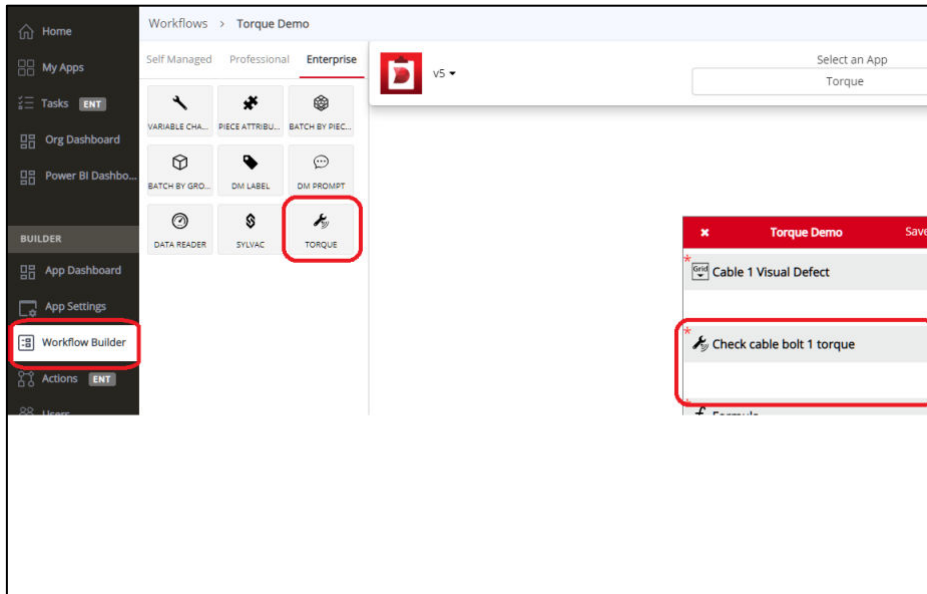 Home
My Apps
Tasks ENT
Org Dashboard
Power BI Dashbo...
BUILDER
App Dashboard
App Settings
Workflow Builder
Actions ENT
Users
Workflows > Torque Demo
Self Managed Professional Enterprise
VARIABLE CHA... PIECE ATTRIBU... BATCH BY PIEC...
BATCH BY GRO... DM LABEL DM PROMPT
DATA READER SYLVAC TORQUE
v5
Select an App
Torque
Torque Demo Save
* Grid Cable 1 Visual Defect
* Check cable bolt 1 torque
* Formula